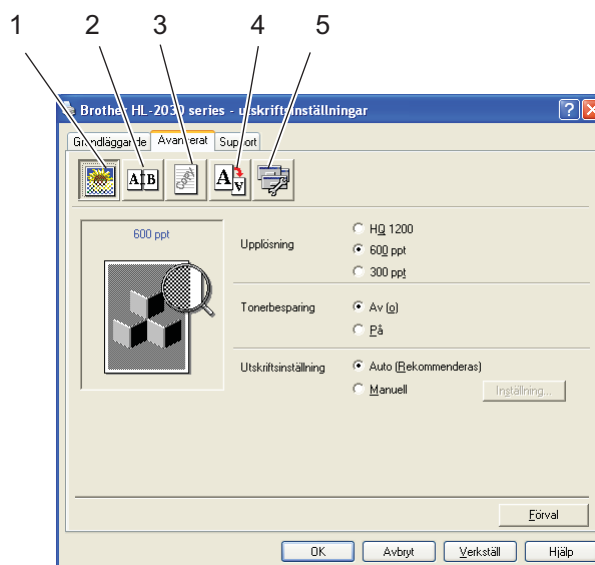 1 2 3 4 5
Brother HL-2030 series - utskriftsinställningar
Grundläggande Avancerat Support
A B Copy A A
600 ppt
Upplösning
HQ 1200
600 ppt
300 ppt
Tonerbesparing
Av (o)
På
Utskriftsinställning
Auto (Rekommenderas)
Manuell
Inställning...
Förval
OK Avbryt Verkställ Hjälp